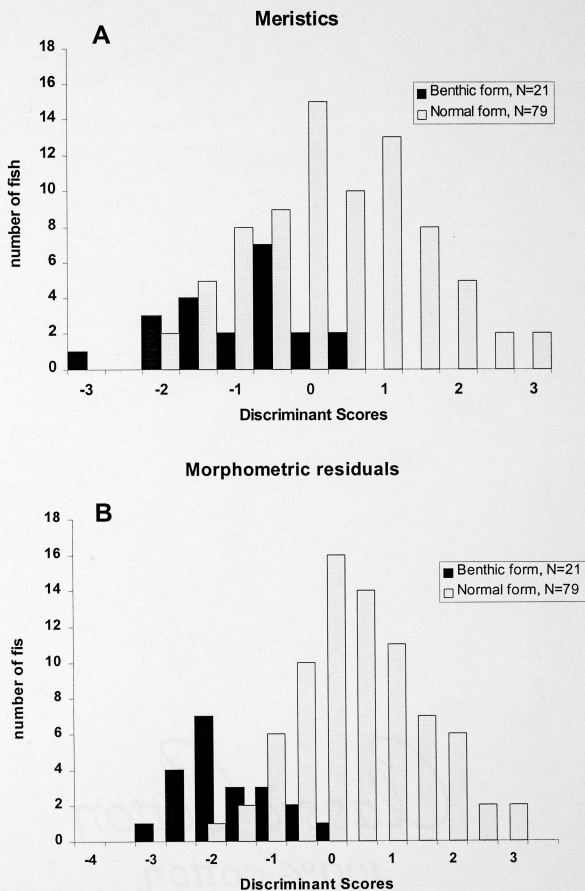 Meristics
A
18
16
14
12
10
8
6
4
2
0
number of fish
Benthic form, N=21
Normal form, N=79
-3 -2 -1 0 1 2 3
Discriminant Scores
Morphometric residuals
B
18
16
14
12
10
8
6
4
2
0
number of fis
Benthic form, N=21
Normal form, N=79
-4 -3 -2 -1 0 1 2 3
Discriminant Scores